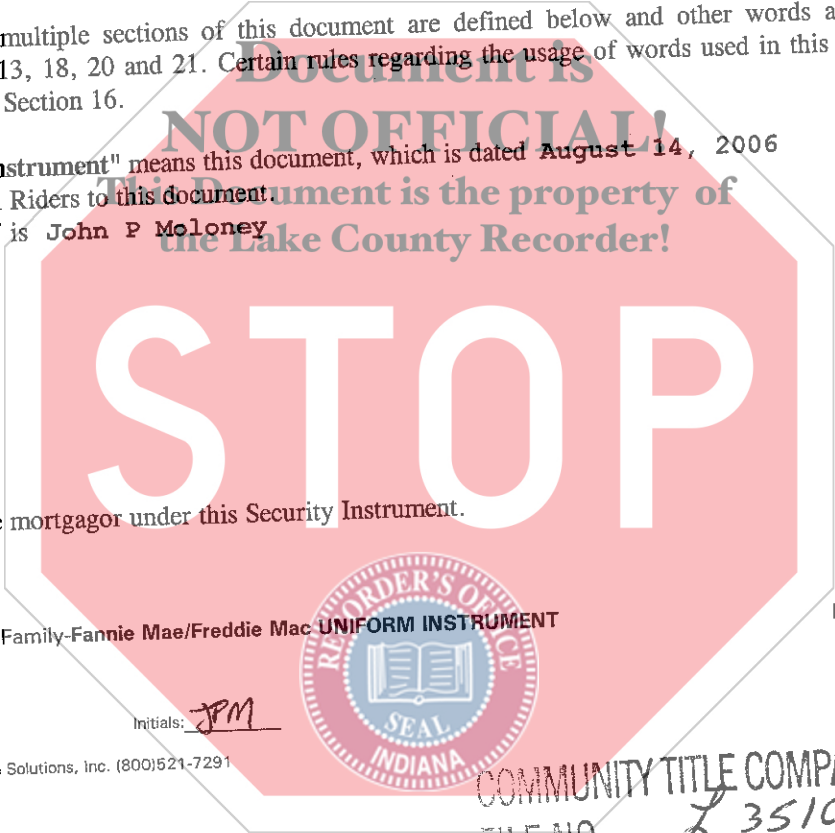 multiple sections of this document are defined below and other words a
13, 18, 20 and 21. Certain rules regarding the usage of words used in this
Section 16.
Document is
NOT OFFICIAL!
This Document is the property of
the Lake County Recorder!
nstrument" means this document, which is dated August 14, 2006
Riders to this document.
is John P Moloney
STOP
mortgagor under this Security Instrument.
Family-Fannie Mae/Freddie Mac UNIFORM INSTRUMENT
RECORDER'S OFFICE
SEAL
INDIANA
Initials: JPM
Solutions, Inc. (800)521-7291
COMMUNITY TITLE COMPA
FILE NO
L 3510